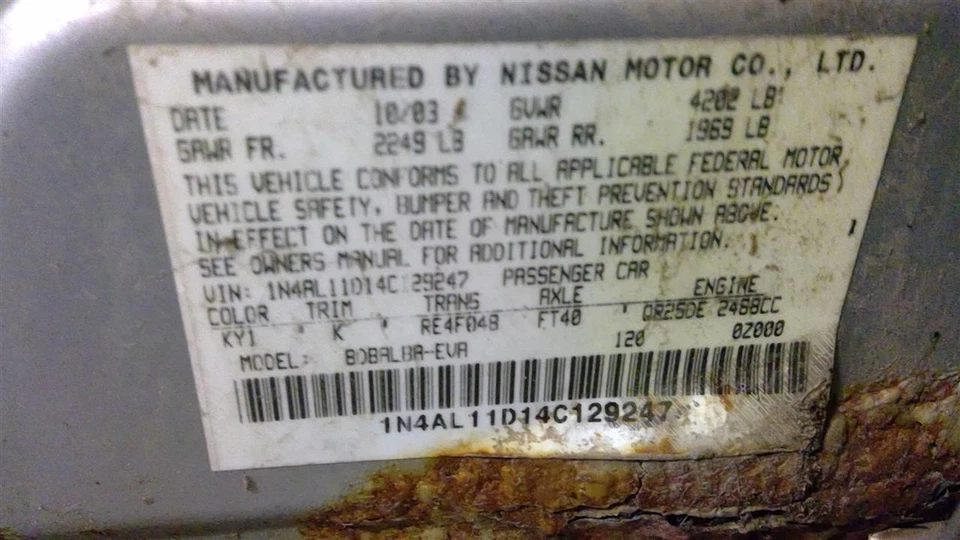 MANUFACTURED BY NISSAN MOTOR CO., LTD.
DATE 10/03 GVWR 4202 LB
GAWR FR. 2249 LB GAWR RR. 1969 LB
THIS VEHICLE CONFORMS TO ALL APPLICABLE FEDERAL MOTOR
VEHICLE SAFETY, BUMPER AND THEFT PREVENTION STANDARDS
IN EFFECT ON THE DATE OF MANUFACTURE SHOWN ABOVE.
SEE OWNERS MANUAL FOR ADDITIONAL INFORMATION.
VIN: 1N4AL11D14C129247 PASSENGER CAR
COLOR TRIM TRANS AXLE ENGINE
KY1 K RE4F04B FT40 QR25DE 2488CC
MODEL: 120 0Z000
1N4AL11D14C129247